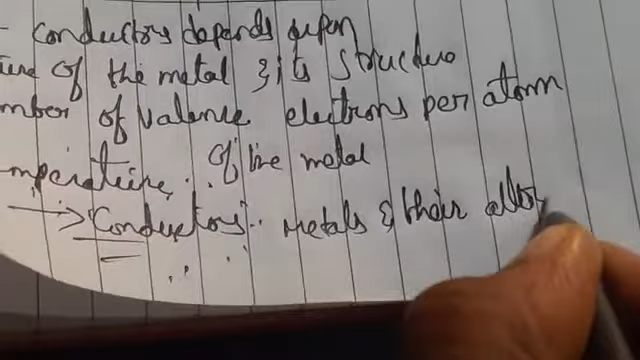 - Conductors depends upon
of the metal & its structure
of valence electrons per atom
of the metal
→ Conductors:- Metals & their alloy